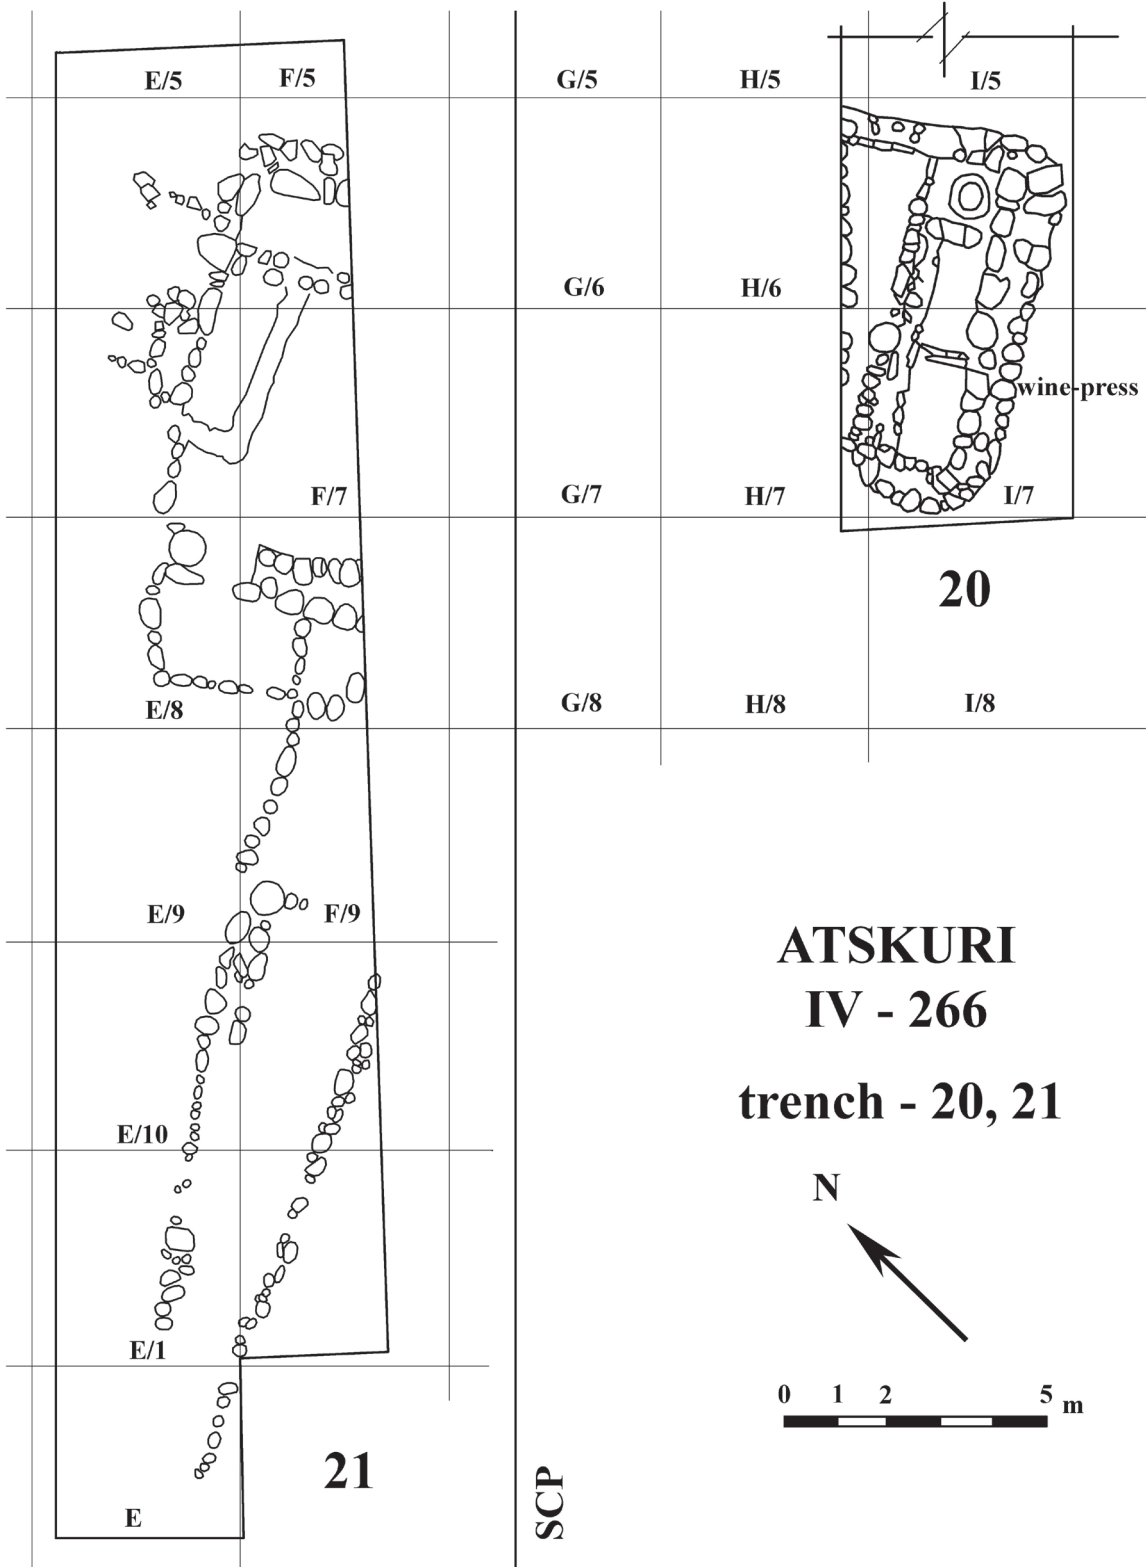 E/5 F/5 G/5 H/5 I/5
G/6 H/6
wine-press
F/7 G/7 H/7 I/7
20
E/8 G/8 H/8 I/8
E/9 F/9
ATSKURI
IV - 266
trench - 20, 21
E/10
N
E/1
0 1 2 5 m
21
SCP
E